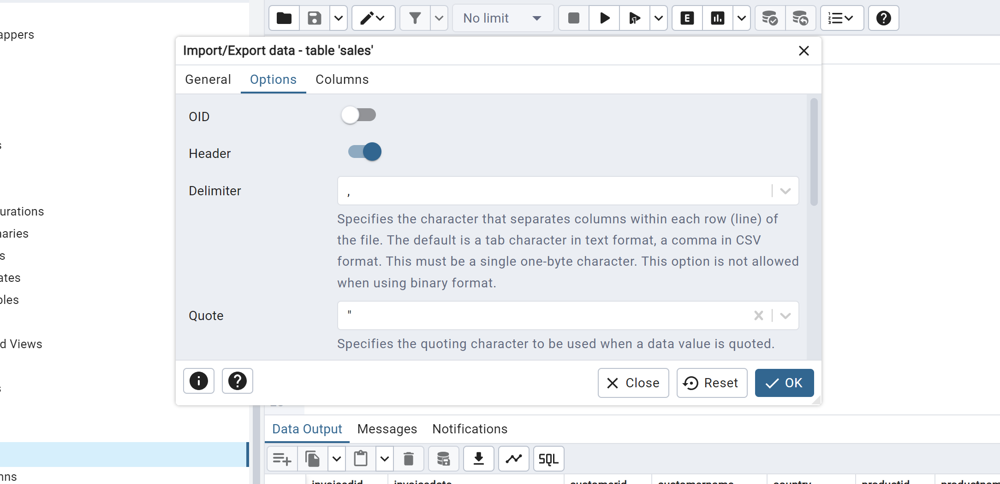 No limit
appers
Import/Export data - table 'sales'
General Options Columns
OID
Header
Delimiter
,
Specifies the character that separates columns within each row (line) of
the file. The default is a tab character in text format, a comma in CSV
format. This must be a single one-byte character. This option is not allowed
when using binary format.
Quote
"
Specifies the quoting character to be used when a data value is quoted.
Close Reset OK
urations
naries
s
ates
bles
d Views
nns
Data Output Messages Notifications
SQL
invoicedid invoicedate customerid customername country productid productnam